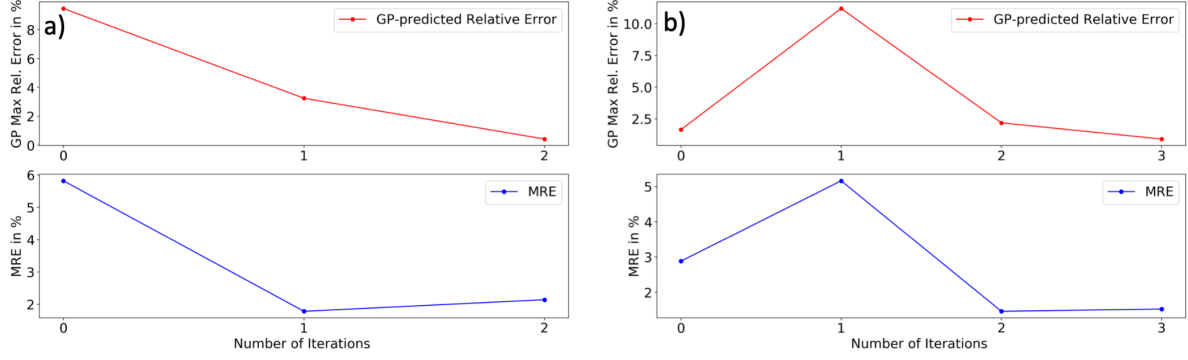 a)
GP Max Rel. Error in %
8
6
4
2
0
GP-predicted Relative Error
0 1 2
MRE in %
6
5
4
3
2
MRE
0 1 2
Number of Iterations
b)
GP Max Rel. Error in %
10.0
7.5
5.0
2.5
GP-predicted Relative Error
0 1 2 3
MRE in %
5
4
3
2
MRE
0 1 2 3
Number of Iterations